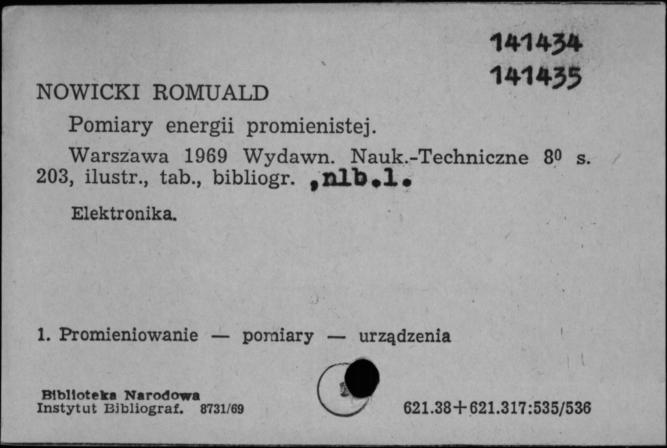 141434
141435
NOWICKI ROMUALD
Pomiary energii promienistej.
Warszawa 1969 Wydawn. Nauk.-Techniczne 8⁰ s.
203, ilustr., tab., bibliogr. ,nlb.1.
Elektronika.
1. Promieniowanie — pomiary — urządzenia
Biblioteka Narodowa
Instytut Bibliograf. 8731/69
621.38+621.317:535/536